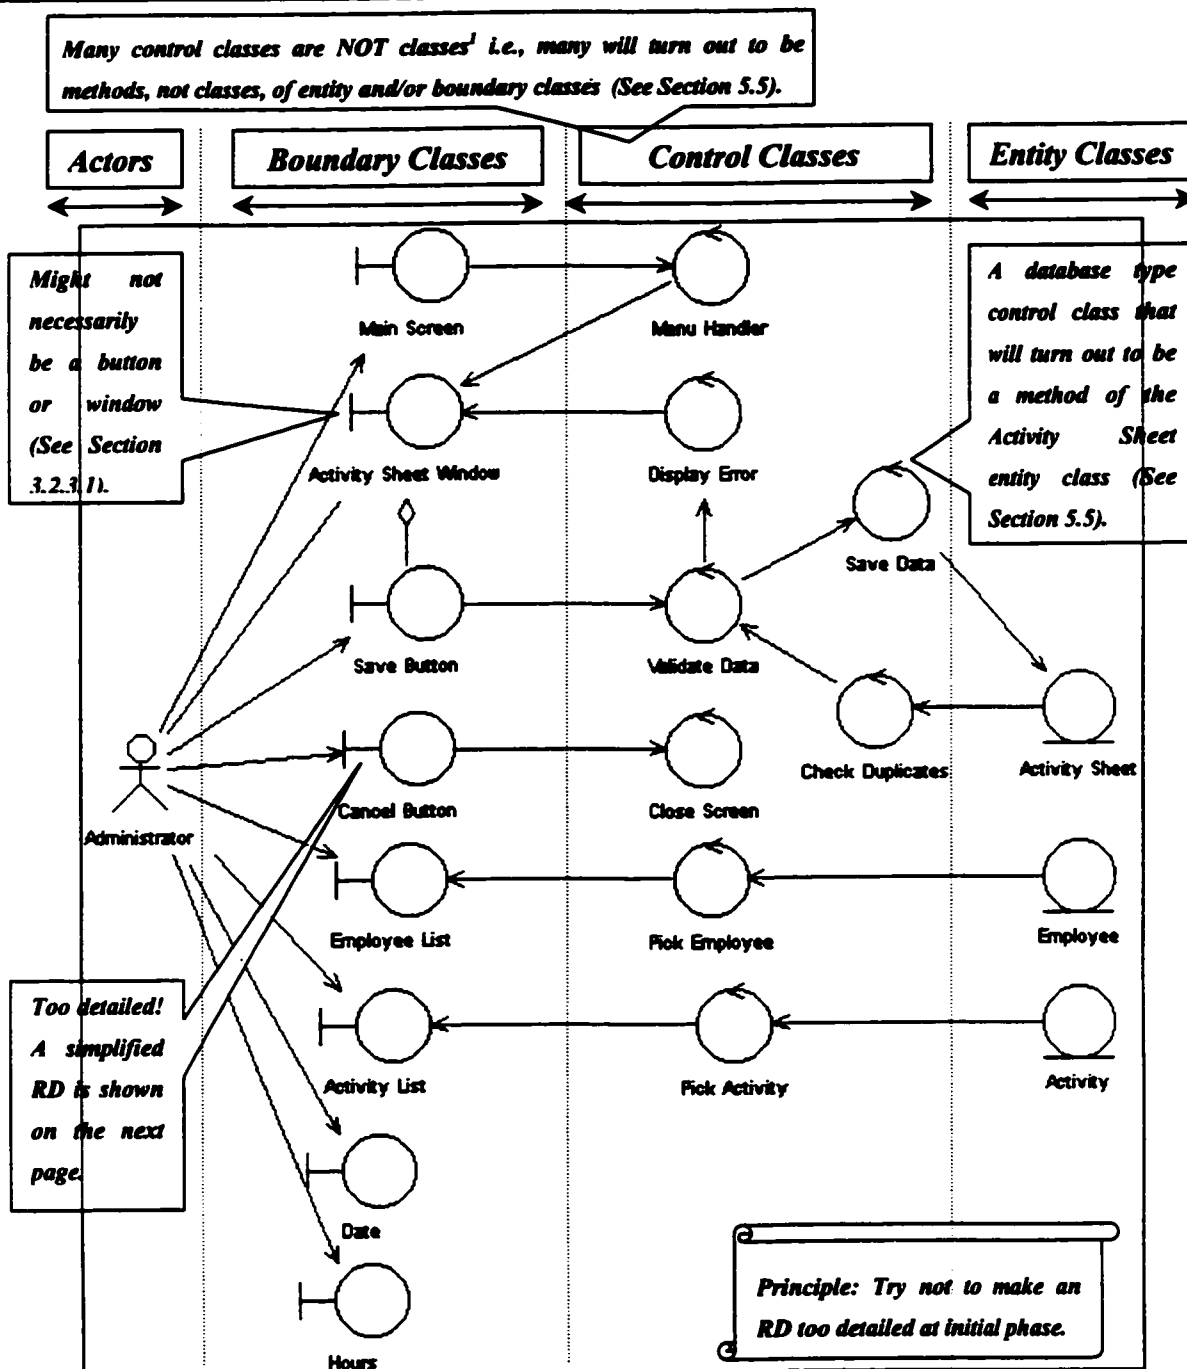 Many control classes are NOT classes¹ i.e., many will turn out to be
methods, not classes, of entity and/or boundary classes (See Section 5.5).
Actors
Boundary Classes
Control Classes
Entity Classes
Might not
necessarily
be a button
or window
(See Section
3.2.3.1).
Main Screen
Menu Handler
A database type
control class that
will turn out to be
a method of the
Activity Sheet
entity class (See
Section 5.5).
Activity Sheet Window
Display Error
Save Data
Save Button
Validate Data
Check Duplicates
Activity Sheet
Administrator
Cancel Button
Close Screen
Employee List
Pick Employee
Employee
Too detailed!
A simplified
RD is shown
on the next
page.
Activity List
Pick Activity
Activity
Date
Hours
Principle: Try not to make an
RD too detailed at initial phase.